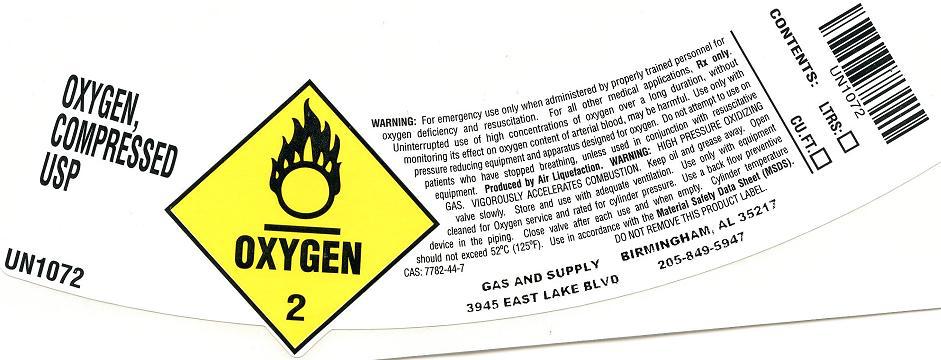 OXYGEN,
COMPRESSED
USP
UN1072
OXYGEN
2
WARNING: For emergency use only when administered by properly trained personnel for
oxygen deficiency and resuscitation. For all other medical applications, Rx only.
Uninterrupted use of high concentrations of oxygen over a long duration, without
monitoring its effect on oxygen content of arterial blood, may be harmful. Use only with
pressure reducing equipment and apparatus designed for oxygen. Do not attempt to use on
patients who have stopped breathing, unless used in conjunction with resuscitative
equipment. Produced by Air Liquefaction. WARNING: HIGH PRESSURE OXIDIZING
GAS. VIGOROUSLY ACCELERATES COMBUSTION. Keep oil and grease away. Open
valve slowly. Store and use with adequate ventilation. Use only with equipment
cleaned for Oxygen service and rated for cylinder pressure. Use a back flow preventive
device in the piping. Close valve after each use and when empty. Cylinder temperature
should not exceed 52°C (125°F). Use in accordance with the Material Safety Data Sheet (MSDS).
CAS: 7782-44-7 DO NOT REMOVE THIS PRODUCT LABEL.
GAS AND SUPPLY BIRMINGHAM, AL 35217
3945 EAST LAKE BLVD 205-849-5947
CONTENTS: LTRS:
CU.FT.
UN1072